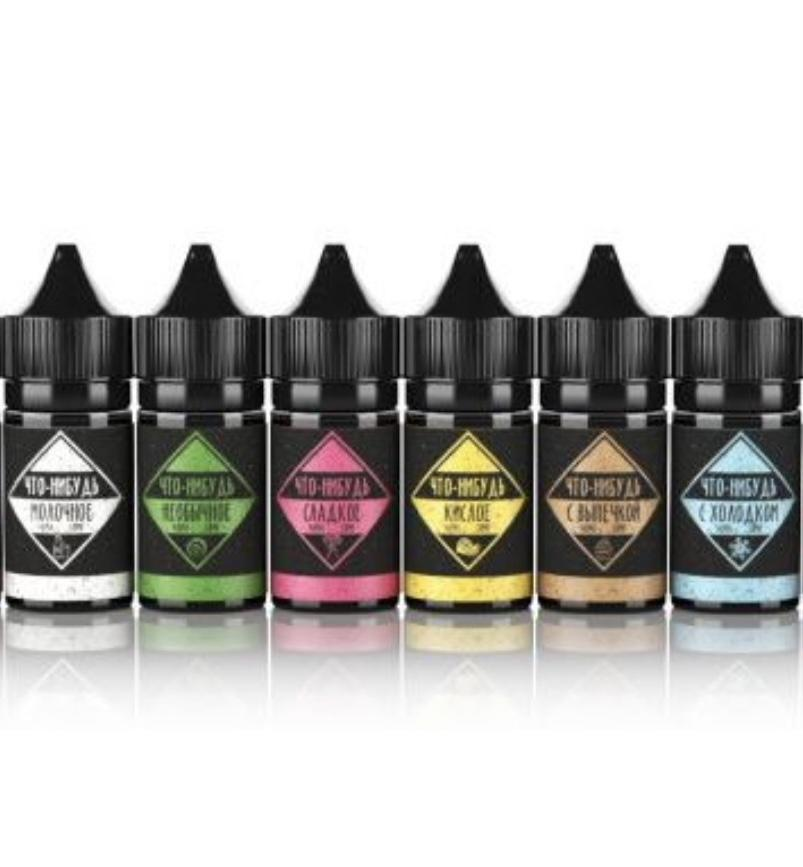 ЧТО-НИБУДЬ
МОЛОЧНОЕ
ЧТО-НИБУДЬ
НЕОБЫЧНОЕ
ЧТО-НИБУДЬ
СЛАДКОЕ
ЧТО-НИБУДЬ
КИСЛОЕ
ЧТО-НИБУДЬ
С ВЫПЕЧКОЙ
ЧТО-НИБУДЬ
С ХОЛОДКОМ